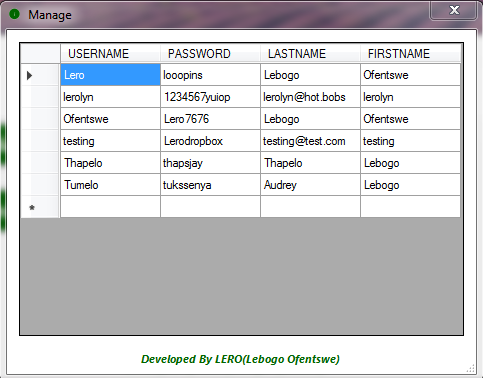 Manage
USERNAME PASSWORD LASTNAME FIRSTNAME
Lero looopins Lebogo Ofentswe
lerolyn 1234567yuiop lerolyn@hot.bobs lerolyn
Ofentswe Lero7676 Lebogo Ofentswe
testing Lerodropbox testing@test.com testing
Thapelo thapsjay Thapelo Lebogo
Tumelo tukssenya Audrey Lebogo
Developed By LERO(Lebogo Ofentswe)